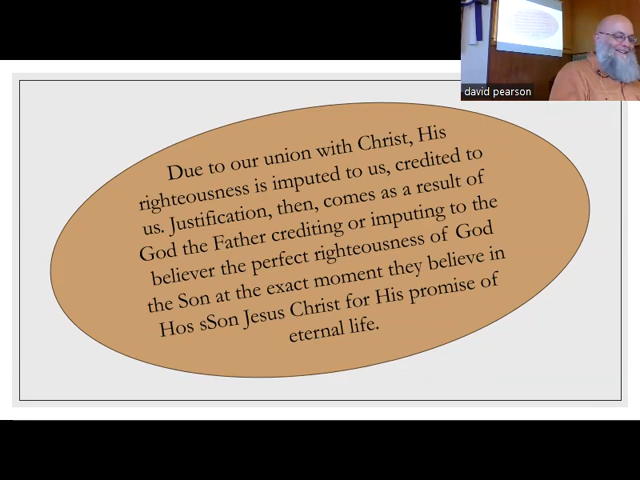 david pearson
Due to our union with Christ, His
righteousness is imputed to us, credited to
us. Justification, then, comes as a result of
God the Father crediting or imputing to the
believer the perfect righteousness of God
the Son at the exact moment they believe in
Hos sSon Jesus Christ for His promise of
eternal life.